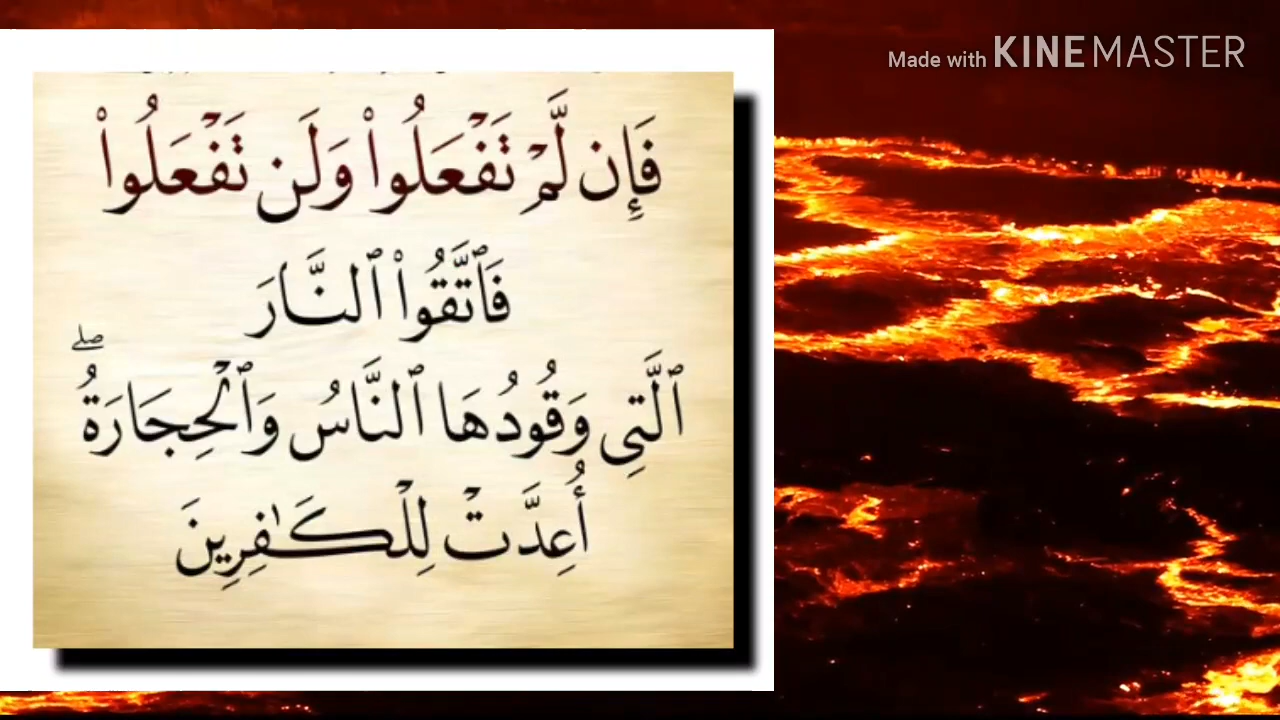 Made with KINEMASTER
فَإِن لَّمْ تَفْعَلُوا۟ وَلَن تَفْعَلُوا۟
فَٱتَّقُوا۟ ٱلنَّارَ
ٱلَّتِى وَقُودُهَا ٱلنَّاسُ وَٱلْحِجَارَةُ ۖ
أُعِدَّتْ لِلْكَـٰفِرِينَ